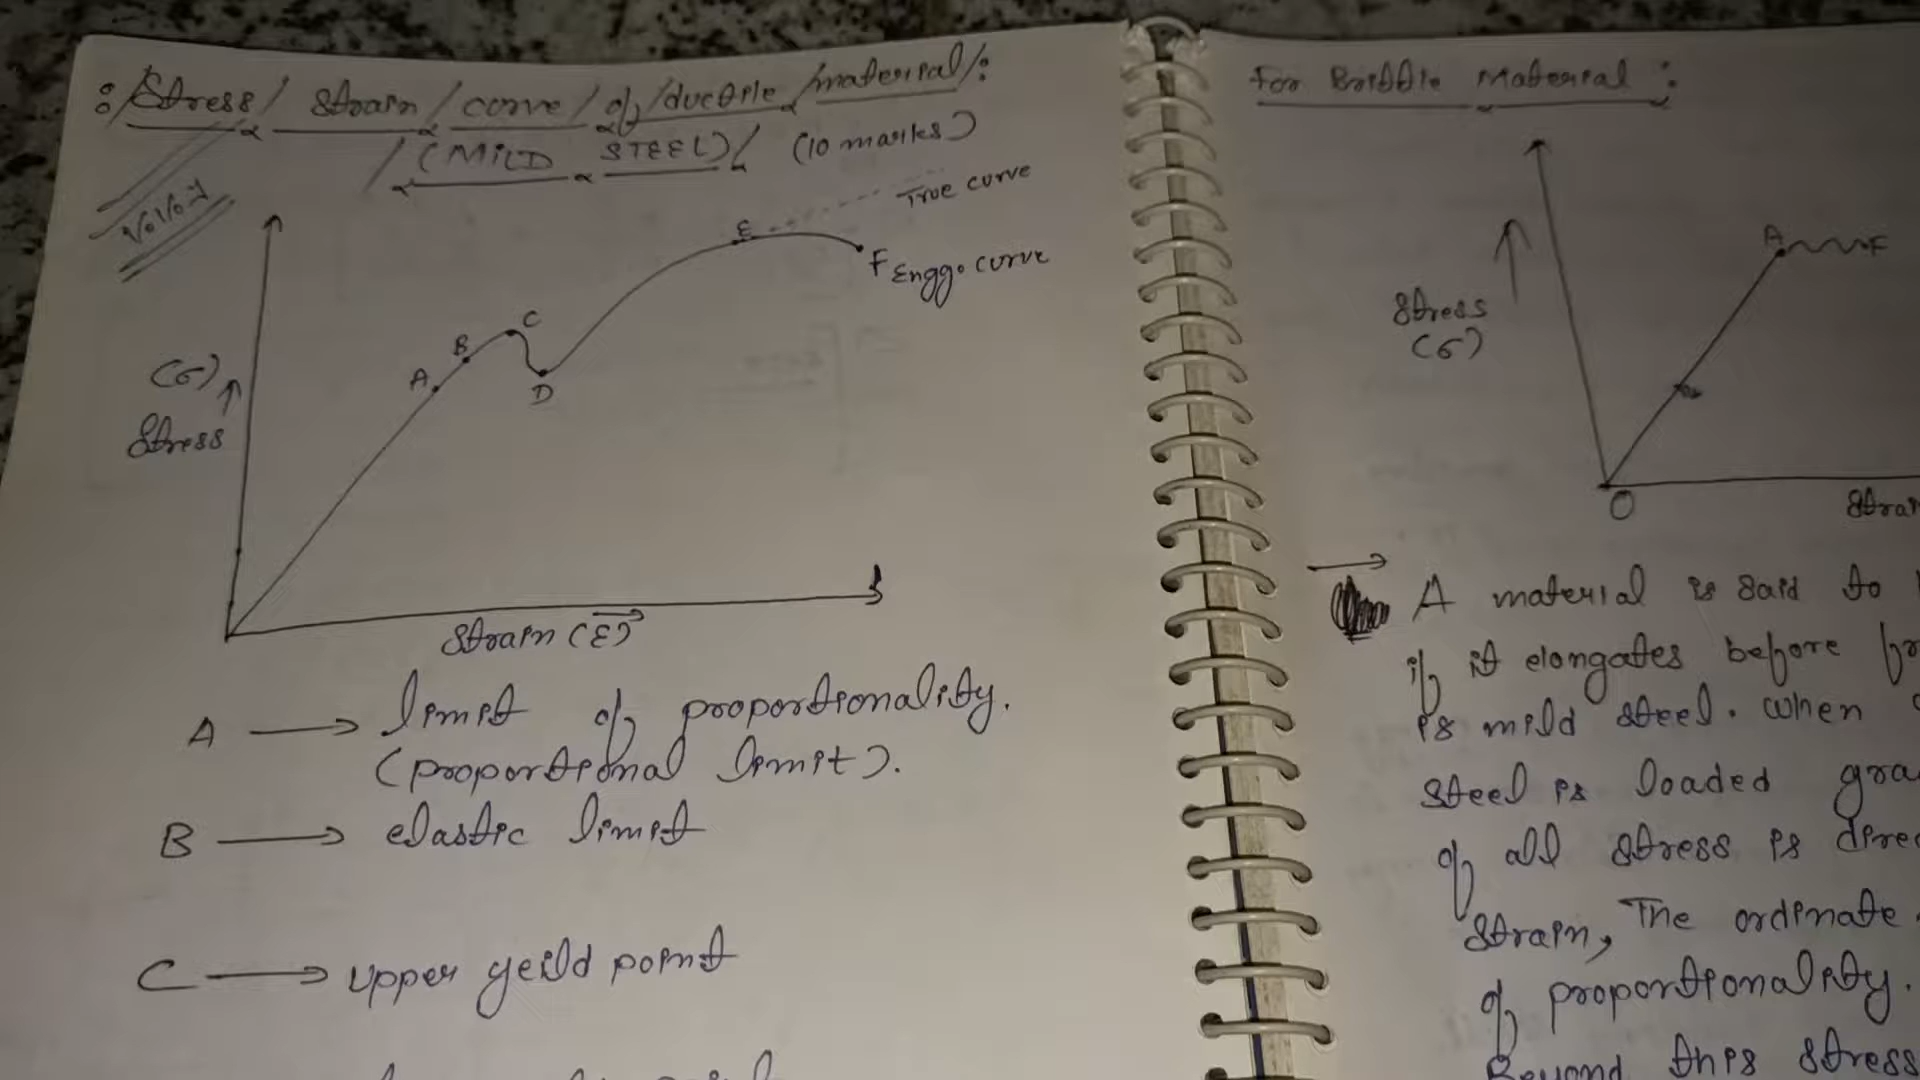 :Stress / strain / curve / of / ductile / material/:
/ (MILD STEEL) / (10 marks)
True curve
E
F Engg. curve
C
B
A
D
(σ)
Stress
Strain (ε)
A → limit of proportionality.
(proportional limit).
B → elastic limit
C → upper yeild point
For Brittle Material :
A
F
Stress
(σ)
O
A material is said to
if it elongates before
is mild steel. when
steel is loaded
of all stress is
strain, The ordinate
of proportionality.
Beyond this stress